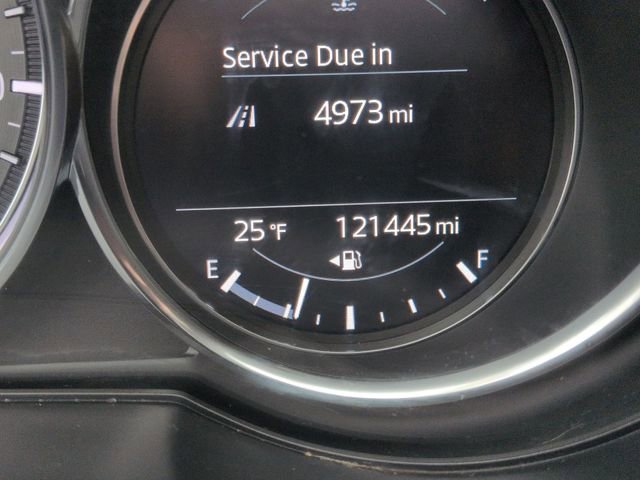 Service Due in
4973 mi
25 °F 121445 mi
E F